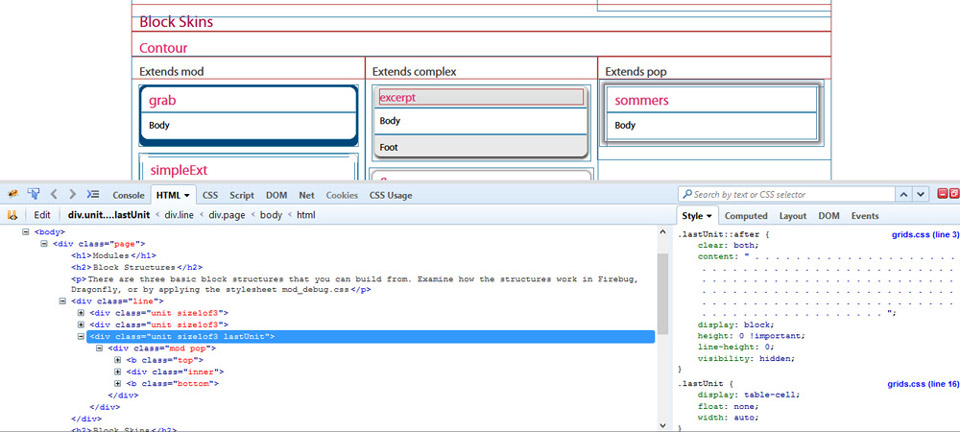 Block Skins
Contour
Extends mod
Extends complex
Extends pop
grab
Body
excerpt
Body
Foot
sommers
Body
simpleExt
Console HTML CSS Script DOM Net Cookies CSS Usage
Search by text or CSS selector
Edit div.unit....lastUnit < div.line < div.page < body < html
Style Computed Layout DOM Events
<body>
<div class="page">
<h1>Modules</h1>
<h2>Block Structures</h2>
<p>There are three basic block structures that you can build from. Examine how the structures work in Firebug,
Dragonfly, or by applying the stylesheet mod_debug.css</p>
<div class="line">
<div class="unit size1of3">
<div class="unit size1of3">
<div class="unit size1of3 lastUnit">
<div class="mod pop">
<b class="top">
<div class="inner">
<b class="bottom">
</div>
</div>
</div>
<h2>Block Skins</h2>
.lastUnit::after { grids.css (line 3)
clear: both;
content: " . . . . . . . . . . . . . . . . . . .
. . . . . . . . . . . . . . . . . . . . . . . .
. . . . . . . . . . . . . . . . . . . . . . . .
. . . . . . . . . . . . . . . . . . . . . . . .
. . . . . . . . . . . . . . . . . ";
display: block;
height: 0 !important;
line-height: 0;
visibility: hidden;
}
.lastUnit { grids.css (line 16)
display: table-cell;
float: none;
width: auto;
}